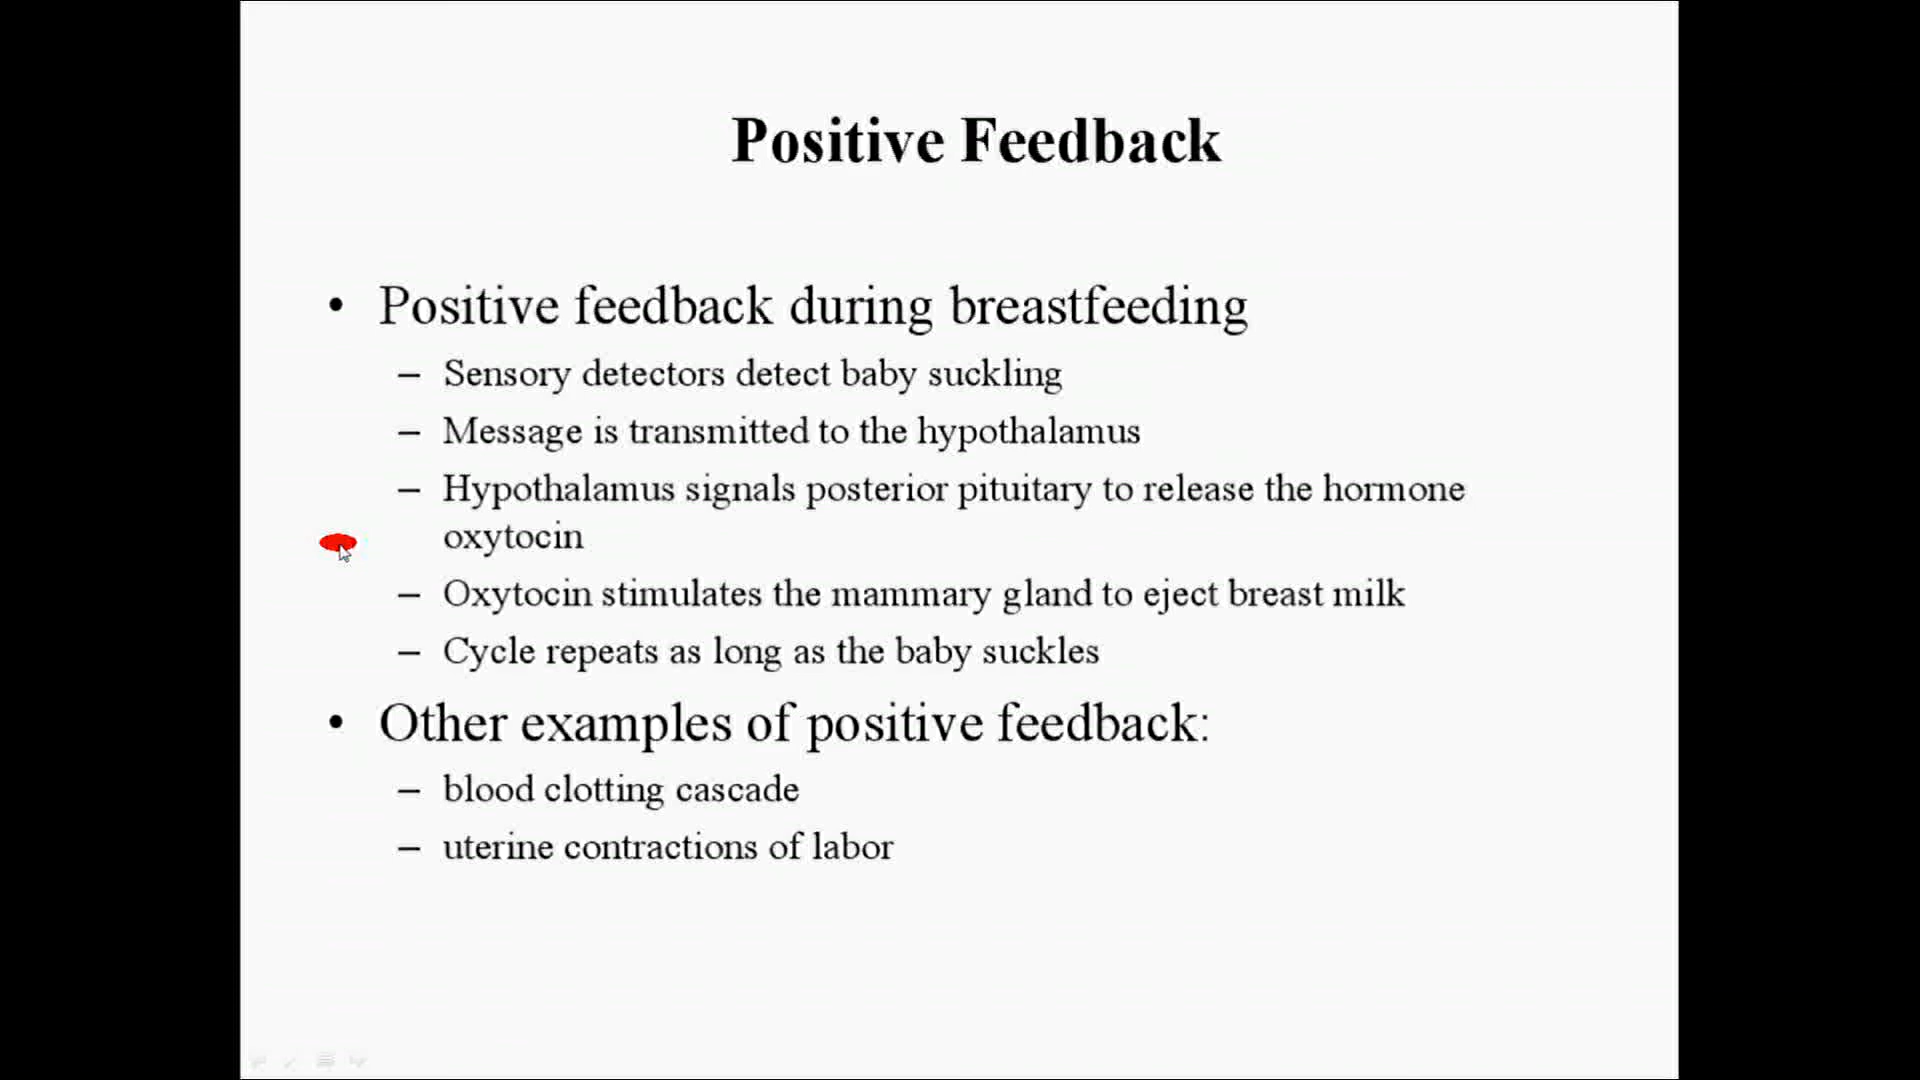 Positive Feedback
• Positive feedback during breastfeeding
– Sensory detectors detect baby suckling
– Message is transmitted to the hypothalamus
– Hypothalamus signals posterior pituitary to release the hormone
oxytocin
– Oxytocin stimulates the mammary gland to eject breast milk
– Cycle repeats as long as the baby suckles
• Other examples of positive feedback:
– blood clotting cascade
– uterine contractions of labor